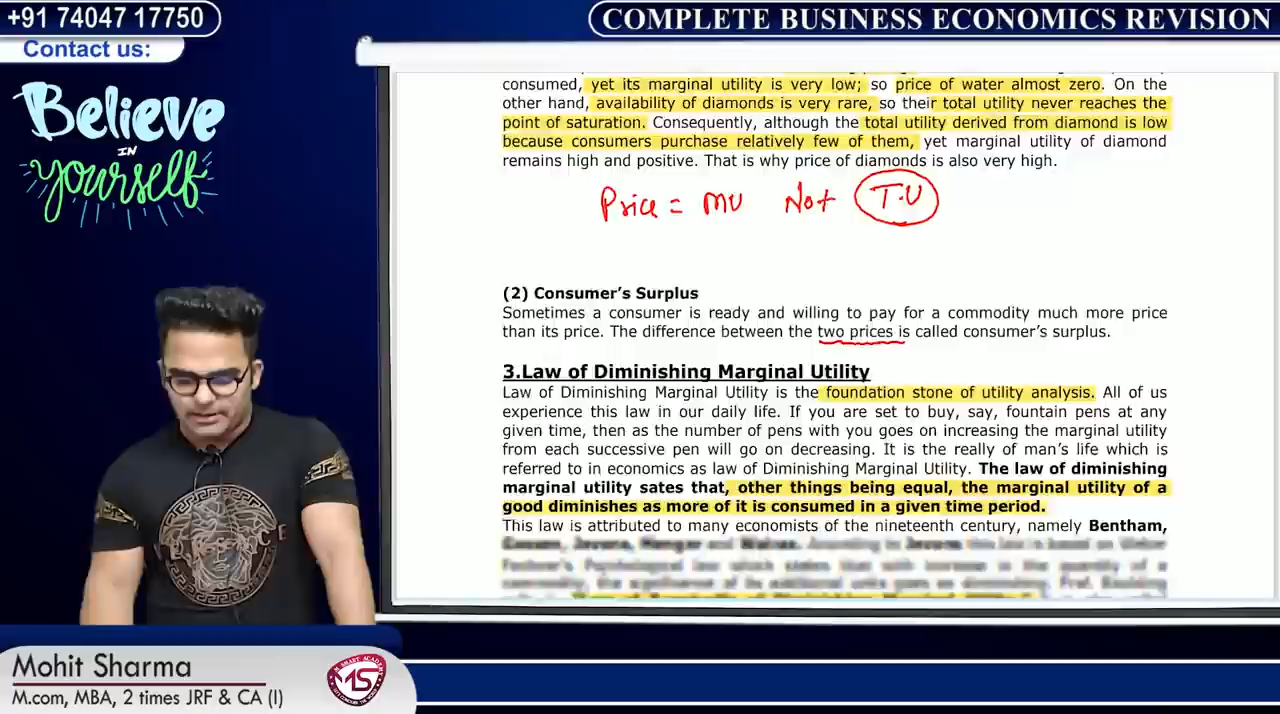 +91 74047 17750
Contact us:
COMPLETE BUSINESS ECONOMICS REVISION
Believe
IN
yourself
consumed, yet its marginal utility is very low; so price of water almost zero. On the
other hand, availability of diamonds is very rare, so their total utility never reaches the
point of saturation. Consequently, although the total utility derived from diamond is low
because consumers purchase relatively few of them, yet marginal utility of diamond
remains high and positive. That is why price of diamonds is also very high.
Price = MU Not T.U
(2) Consumer's Surplus
Sometimes a consumer is ready and willing to pay for a commodity much more price
than its price. The difference between the two prices is called consumer's surplus.
3.Law of Diminishing Marginal Utility
Law of Diminishing Marginal Utility is the foundation stone of utility analysis. All of us
experience this law in our daily life. If you are set to buy, say, fountain pens at any
given time, then as the number of pens with you goes on increasing the marginal utility
from each successive pen will go on decreasing. It is the really of man's life which is
referred to in economics as law of Diminishing Marginal Utility. The law of diminishing
marginal utility sates that, other things being equal, the marginal utility of a
good diminishes as more of it is consumed in a given time period.
This law is attributed to many economists of the nineteenth century, namely Bentham,
Mohit Sharma
M.com, MBA, 2 times JRF & CA (I)
MS